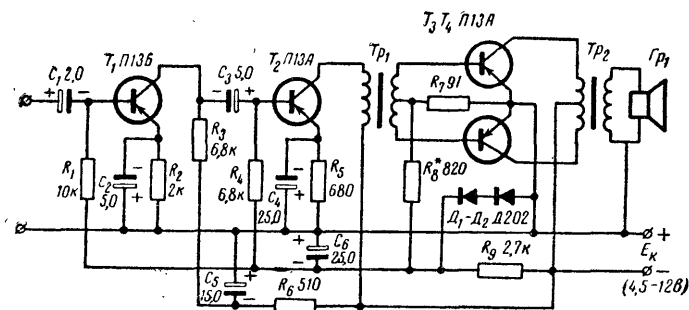 T₃ T₄ П13А
C₁ 2,0
T₁ П13Б
C₃ 5,0
T₂ П13А
Тр₁
Тр₂
Гр₁
+ −
− +
R₇ 91
R₁
10к
C₂
5,0
+
R₂
2к
R₃
6,8к
R₄
6,8к
C₄
25,0
+
R₅
680
R₈* 820
Д₁-Д₂ Д202
+
C₆
25,0
−
R₉ 2,7к
+
Eк
−
(4,5-12В)
C₅
15,0
+
−
R₆ 510